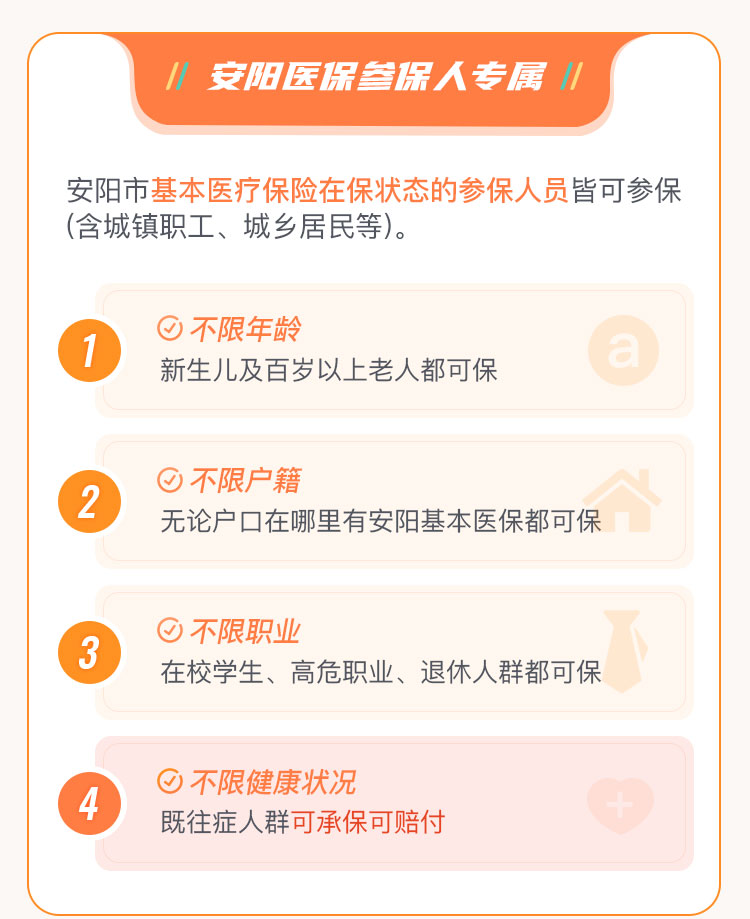 安阳医保参保人专属
安阳市基本医疗保险在保状态的参保人员皆可参保
(含城镇职工、城乡居民等)。
1
不限年龄
新生儿及百岁以上老人都可保
a
2
不限户籍
无论户口在哪里有安阳基本医保都可保
3
不限职业
在校学生、高危职业、退休人群都可保
4
不限健康状况
既往症人群可承保可赔付